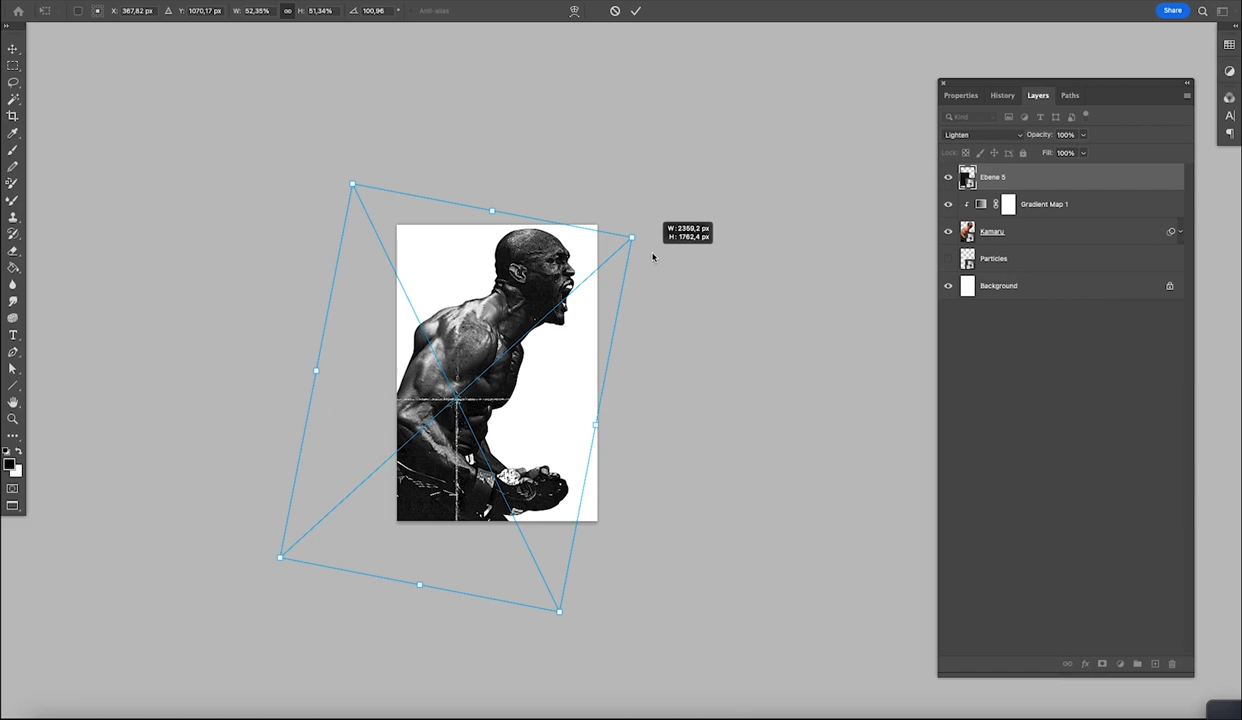 X: 367,82 px Y: 1070,17 px W: 52,35% H: 51,34% 100,96 ° Anti-alias Share
Properties History Layers Paths
Kind
Lighten Opacity: 100%
Lock: Fill: 100%
Ebene 5
Gradient Map 1
Kamaru
Particles
Background
W: 2359,2 px
H: 1762,4 px